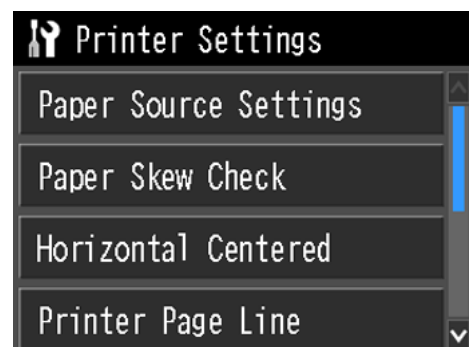 Printer Settings
Paper Source Settings
Paper Skew Check
Horizontal Centered
Printer Page Line